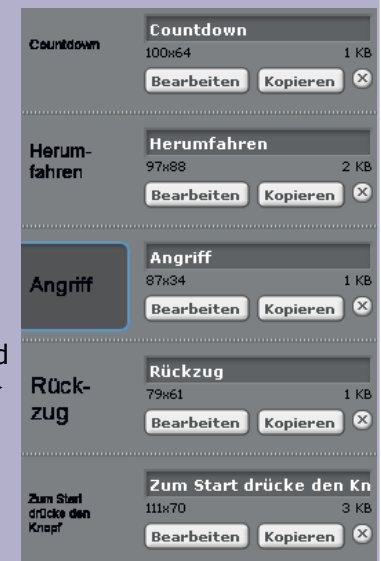 Countdown
Countdown
100x64 1 KB
Bearbeiten Kopieren
Herum-
fahren
Herumfahren
97x88 2 KB
Bearbeiten Kopieren
Angriff
Angriff
87x34 1 KB
Bearbeiten Kopieren
Rück-
zug
Rückzug
79x61 1 KB
Bearbeiten Kopieren
Zum Start
drücke den
Knopf
Zum Start drücke den Kn
111x70 3 KB
Bearbeiten Kopieren